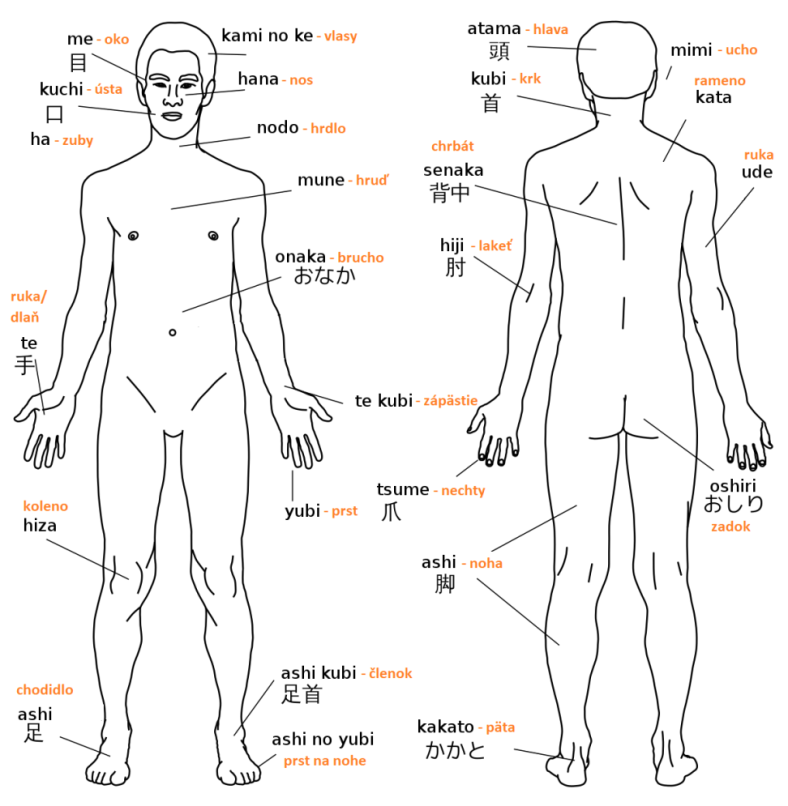 me - oko
目
kami no ke - vlasy
kuchi - ústa
口
hana - nos
ha - zuby
nodo - hrdlo
mune - hruď
onaka - brucho
おなか
ruka/
dlaň
te
手
te kubi - zápästie
yubi - prst
koleno
hiza
ashi kubi - členok
足首
chodidlo
ashi
足
ashi no yubi
prst na nohe
atama - hlava
頭
mimi - ucho
kubi - krk
首
rameno
kata
chrbát
senaka
背中
ruka
ude
hiji - lakeť
肘
tsume - nechty
爪
oshiri
おしり
zadok
ashi - noha
脚
kakato - päta
かかと